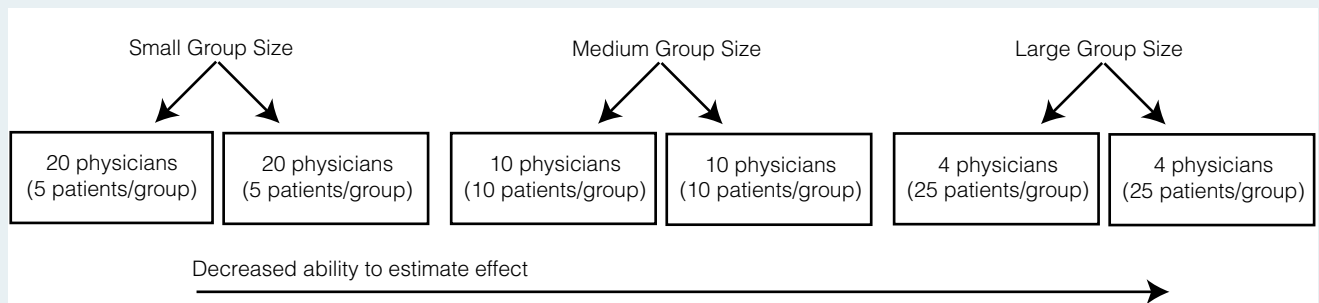 Small Group Size
20 physicians
(5 patients/group)
20 physicians
(5 patients/group)
Medium Group Size
10 physicians
(10 patients/group)
10 physicians
(10 patients/group)
Large Group Size
4 physicians
(25 patients/group)
4 physicians
(25 patients/group)
Decreased ability to estimate effect